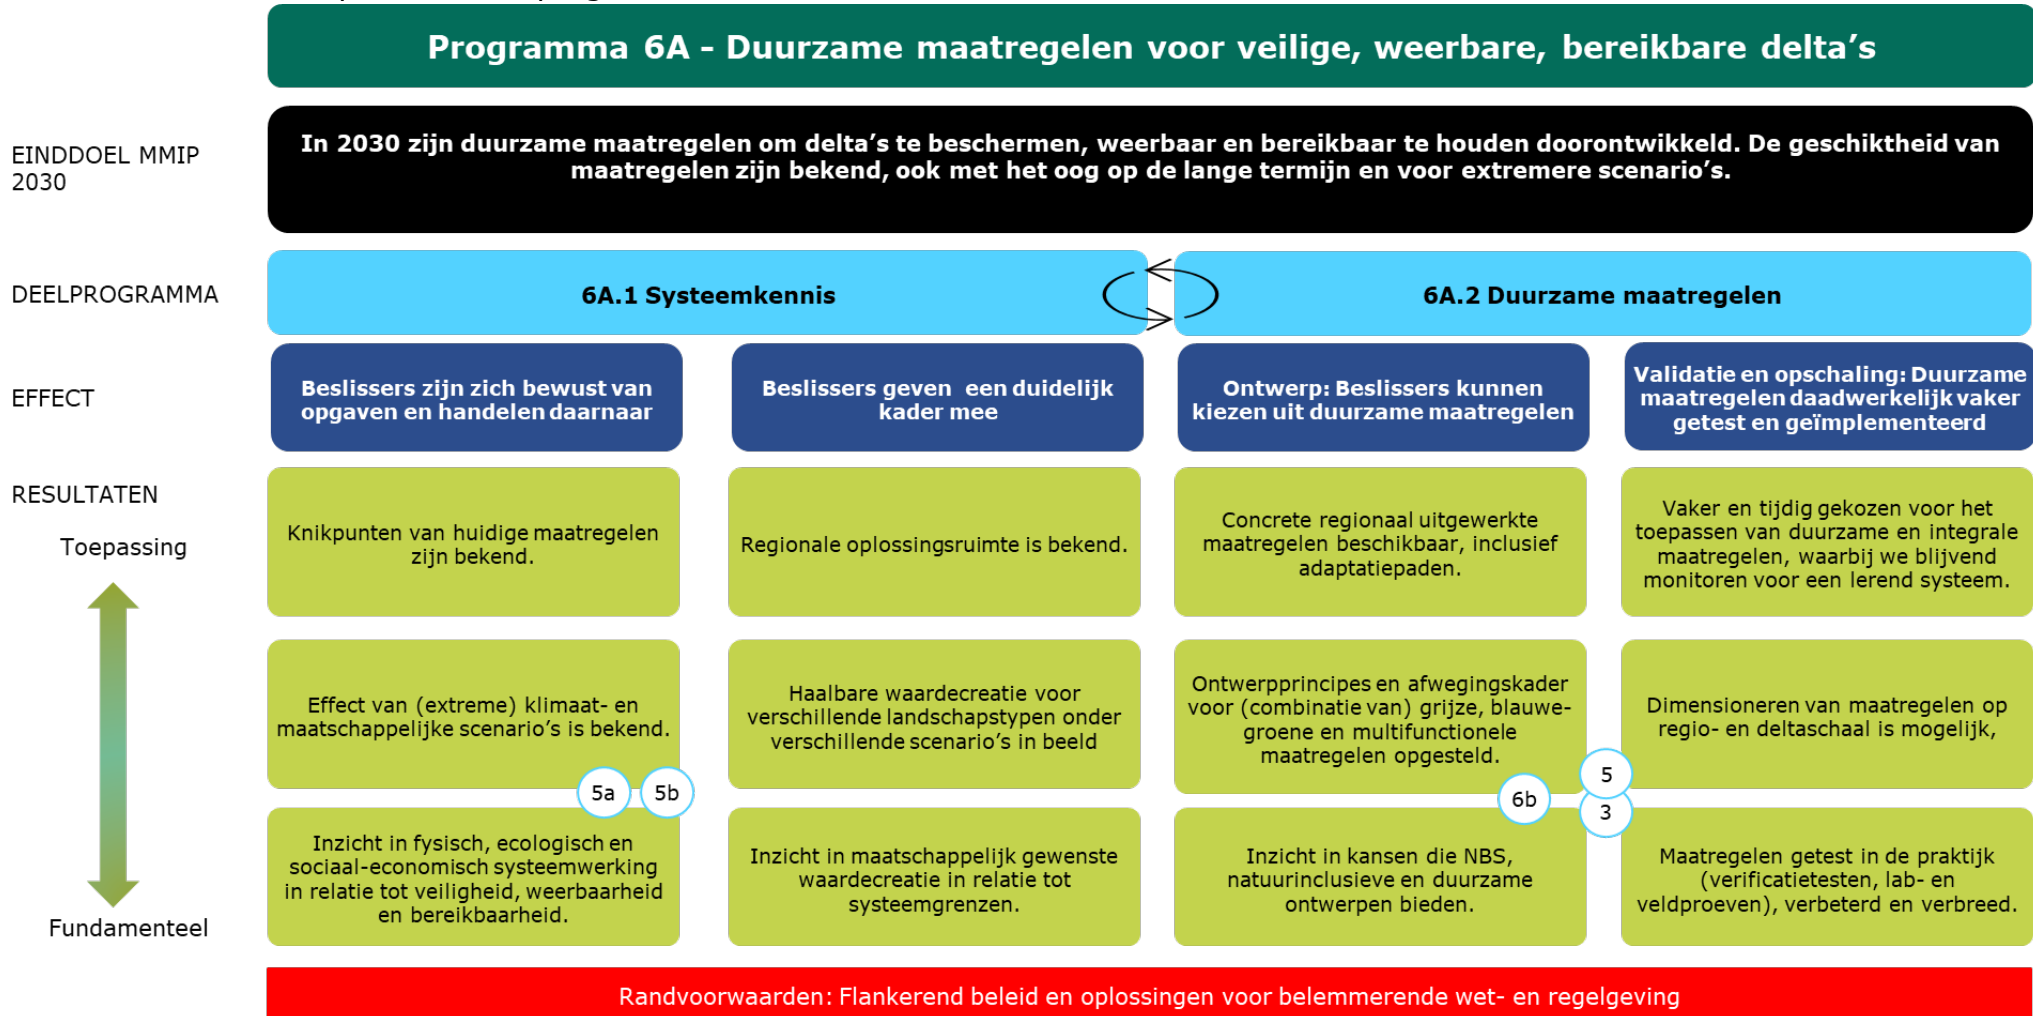 Programma 6A – Duurzame maatregelen voor veilige, weerbare, bereikbare delta’s
EINDDOEL MMIP
2030
In 2030 zijn duurzame maatregelen om delta’s te beschermen, weerbaar en bereikbaar te houden doorontwikkeld. De geschiktheid van
maatregelen zijn bekend, ook met het oog op de lange termijn en voor extremere scenario’s.
DEELPROGRAMMA
6A.1 Systeemkennis
6A.2 Duurzame maatregelen
EFFECT
Beslissers zijn zich bewust van
opgaven en handelen daarnaar
Beslissers geven een duidelijk
kader mee
Ontwerp: Beslissers kunnen
kiezen uit duurzame maatregelen
Validatie en opschaling: Duurzame
maatregelen daadwerkelijk vaker
getest en geïmplementeerd
RESULTATEN
Toepassing
Knikpunten van huidige maatregelen
zijn bekend.
Regionale oplossingsruimte is bekend.
Concrete regionaal uitgewerkte
maatregelen beschikbaar, inclusief
adaptatiepaden.
Vaker en tijdig gekozen voor het
toepassen van duurzame en integrale
maatregelen, waarbij we blijvend
monitoren voor een lerend systeem.
Effect van (extreme) klimaat- en
maatschappelijke scenario’s is bekend.
Haalbare waardecreatie voor
verschillende landschapstypen onder
verschillende scenario’s in beeld
Ontwerpprincipes en afwegingskader
voor (combinatie van) grijze, blauwe-
groene en multifunctionele
maatregelen opgesteld.
Dimensioneren van maatregelen op
regio- en deltaschaal is mogelijk,
5a
5b
6b
5
3
Inzicht in fysisch, ecologisch en
sociaal-economisch systeemwerking
in relatie tot veiligheid, weerbaarheid
en bereikbaarheid.
Inzicht in maatschappelijk gewenste
waardecreatie in relatie tot
systeemgrenzen.
Inzicht in kansen die NBS,
natuurinclusieve en duurzame
ontwerpen bieden.
Maatregelen getest in de praktijk
(verificatietesten, lab- en
veldproeven), verbeterd en verbreed.
Fundamenteel
Randvoorwaarden: Flankerend beleid en oplossingen voor belemmerende wet- en regelgeving